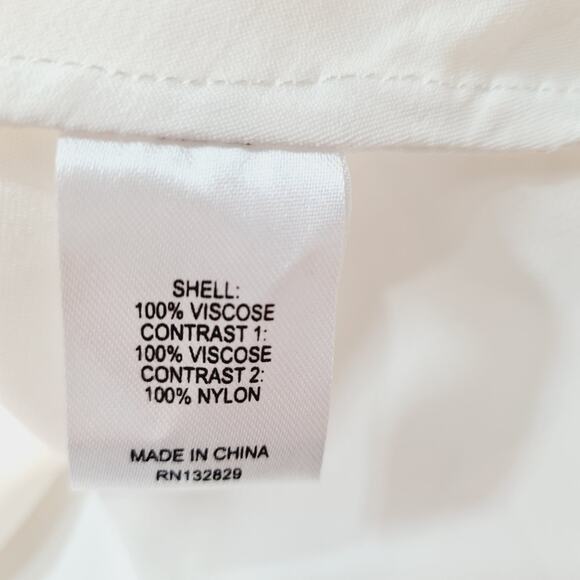 SHELL:
100% VISCOSE
CONTRAST 1:
100% VISCOSE
CONTRAST 2:
100% NYLON
MADE IN CHINA
RN132829